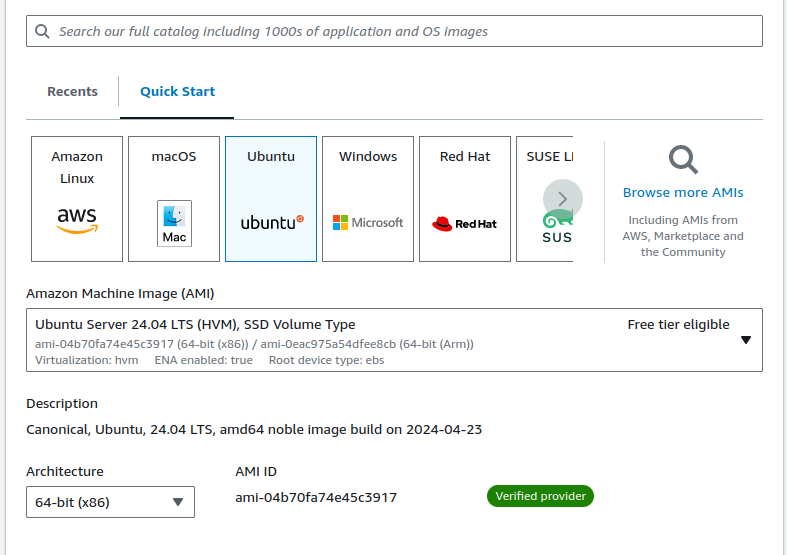 Search our full catalog including 1000s of application and OS images
Recents
Quick Start
Amazon
Linux
aws
macOS
Mac
Ubuntu
ubuntu
Windows
Microsoft
Red Hat
RedHat
SUSE LI
SUS
Browse more AMIs
Including AMIs from
AWS, Marketplace and
the Community
Amazon Machine Image (AMI)
Ubuntu Server 24.04 LTS (HVM), SSD Volume Type
Free tier eligible
ami-04b70fa74e45c3917 (64-bit (x86)) / ami-0eac975a54dfee8cb (64-bit (Arm))
Virtualization: hvm ENA enabled: true Root device type: ebs
Description
Canonical, Ubuntu, 24.04 LTS, amd64 noble image build on 2024-04-23
Architecture
AMI ID
64-bit (x86)
ami-04b70fa74e45c3917
Verified provider